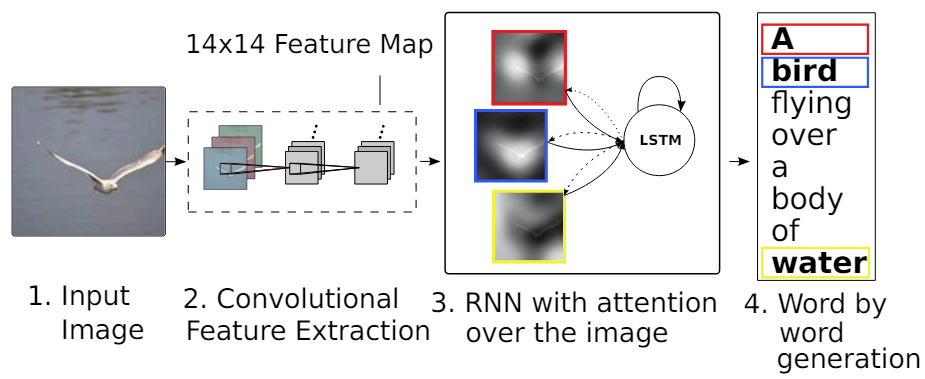 14x14 Feature Map
LSTM
A
bird
flying
over
a
body
of
water
1. Input
Image
2. Convolutional
Feature Extraction
3. RNN with attention
over the image
4. Word by
word
generation